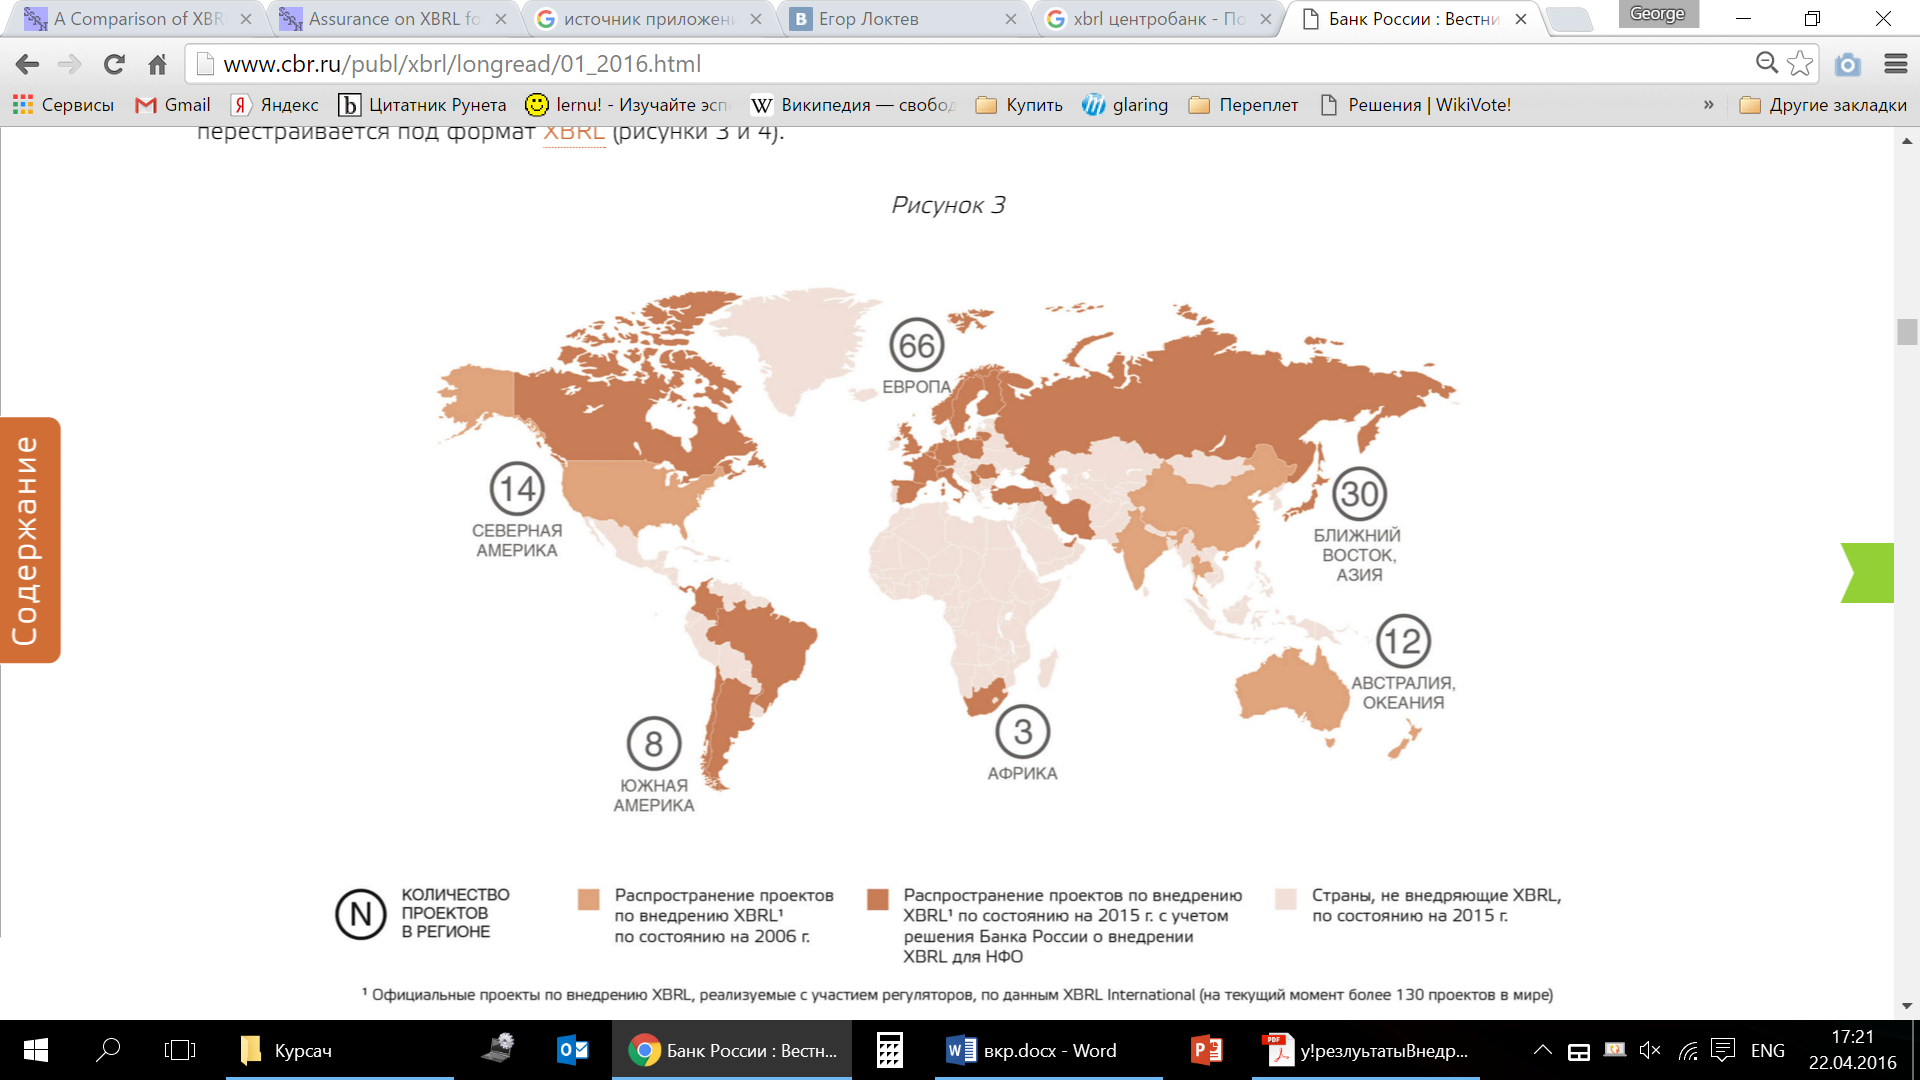 A Comparison of XBR
Assurance on XBRL fo
источник приложени
Егор Локтев
xbrl центробанк - По
Банк России : Вестни
George
www.cbr.ru/publ/xbrl/longread/01_2016.html
Сервисы
Gmail
Яндекс
Цитатник Рунета
lernu! - Изучайте эсп
Википедия — свобод
Купить
glaring
Переплет
Решения | WikiVote!
»
Другие закладки
перестраивается под формат XBRL (рисунки 3 и 4).
Рисунок 3
Содержание
66
ЕВРОПА
14
СЕВЕРНАЯ
АМЕРИКА
30
БЛИЖНИЙ
ВОСТОК,
АЗИЯ
12
АВСТРАЛИЯ,
ОКЕАНИЯ
3
АФРИКА
8
ЮЖНАЯ
АМЕРИКА
N
КОЛИЧЕСТВО
ПРОЕКТОВ
В РЕГИОНЕ
Распространение проектов
по внедрению XBRL¹
по состоянию на 2006 г.
Распространение проектов по внедрению
XBRL¹ по состоянию на 2015 г. с учетом
решения Банка России о внедрении
XBRL для НФО
Страны, не внедряющие XBRL,
по состоянию на 2015 г.
¹ Официальные проекты по внедрению XBRL, реализуемые с участием регуляторов, по данным XBRL International (на текущий момент более 130 проектов в мире)
Курсач
Банк России : Вестн...
вкр.docx - Word
у!резлуьтатыВнедр...
ENG
17:21
22.04.2016